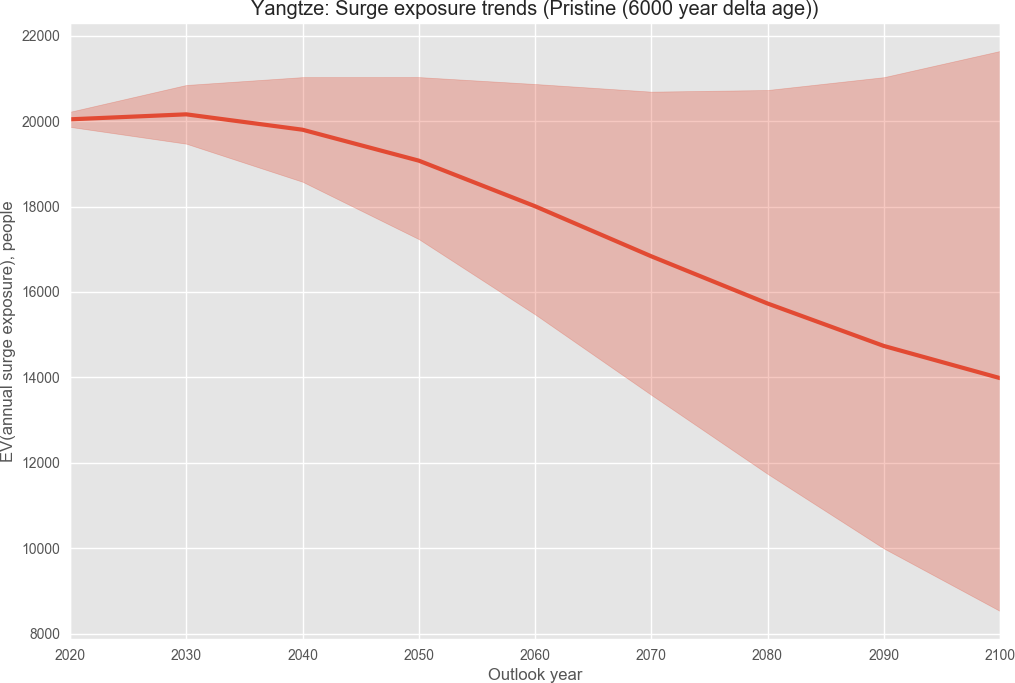 Yangtze: Surge exposure trends (Pristine (6000 year delta age))
22000
20000
18000
16000
14000
12000
10000
8000
EV(annual surge exposure), people
2020 2030 2040 2050 2060 2070 2080 2090 2100
Outlook year